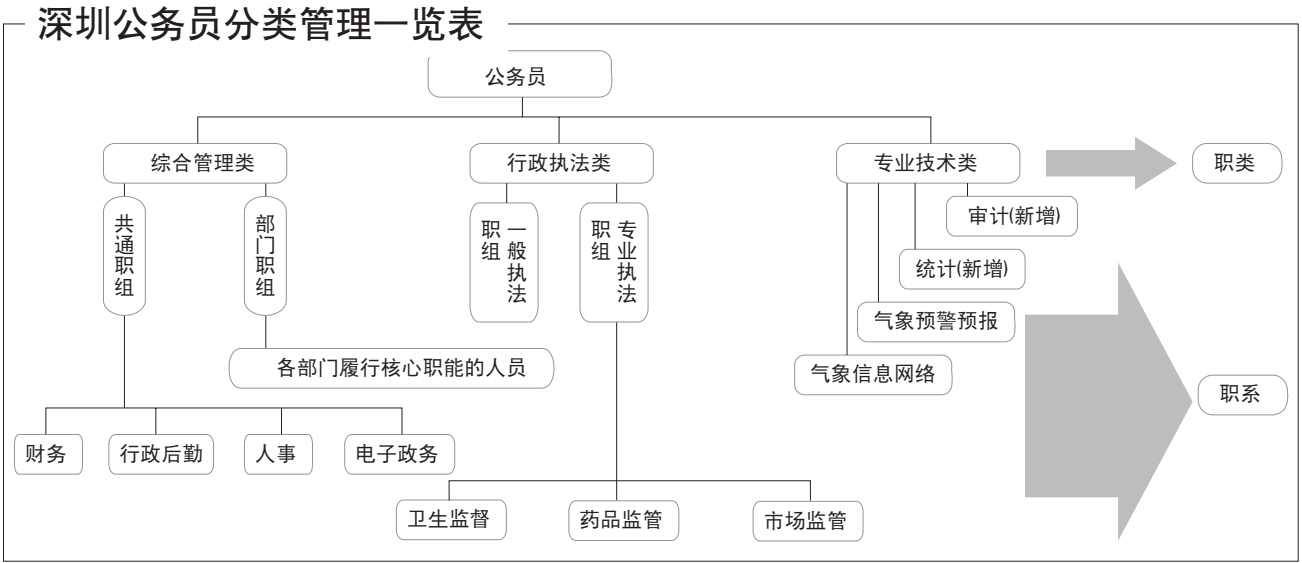 深圳公务员分类管理一览表
公务员
综合管理类
行政执法类
专业技术类
职类
共通职组
部门职组
一般执法
职组
专业执法
职组
审计(新增)
统计(新增)
气象预警预报
气象信息网络
各部门履行核心职能的人员
职系
财务
行政后勤
人事
电子政务
卫生监督
药品监管
市场监管